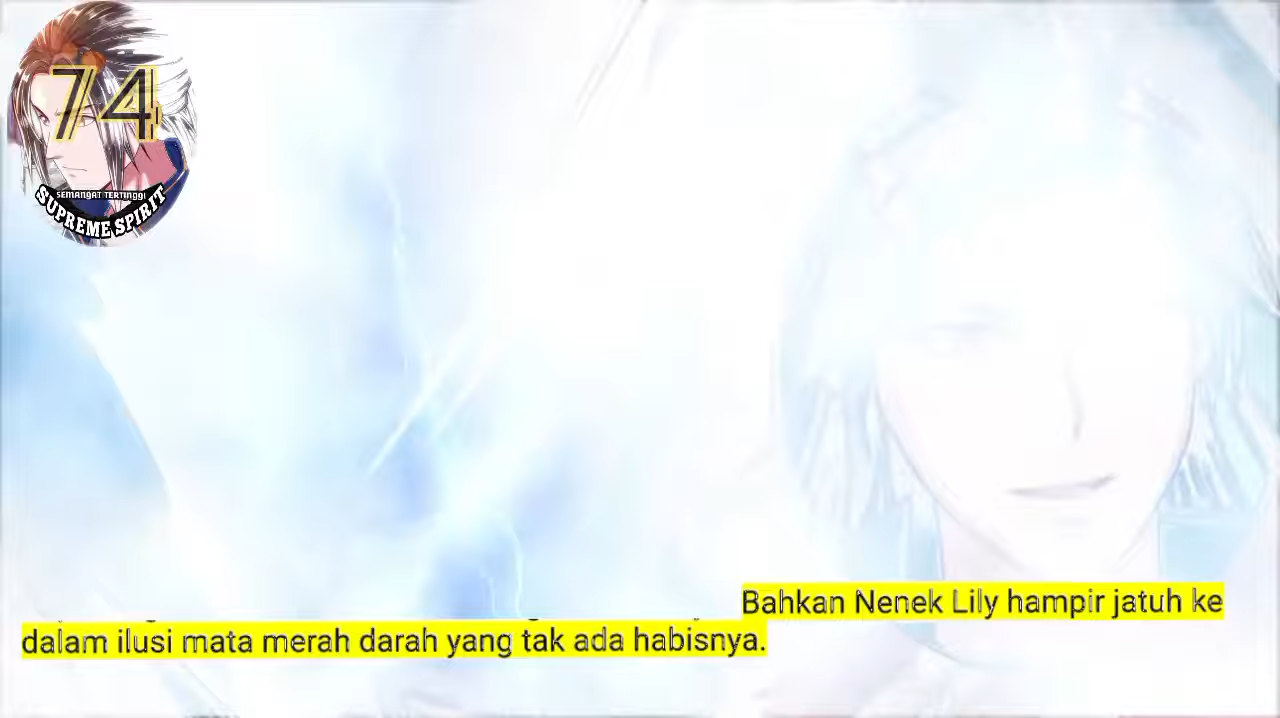 74
SEMANGAT TERTINGGI
SUPREME SPIRIT
Bahkan Nenek Lily hampir jatuh ke
dalam ilusi mata merah darah yang tak ada habisnya.